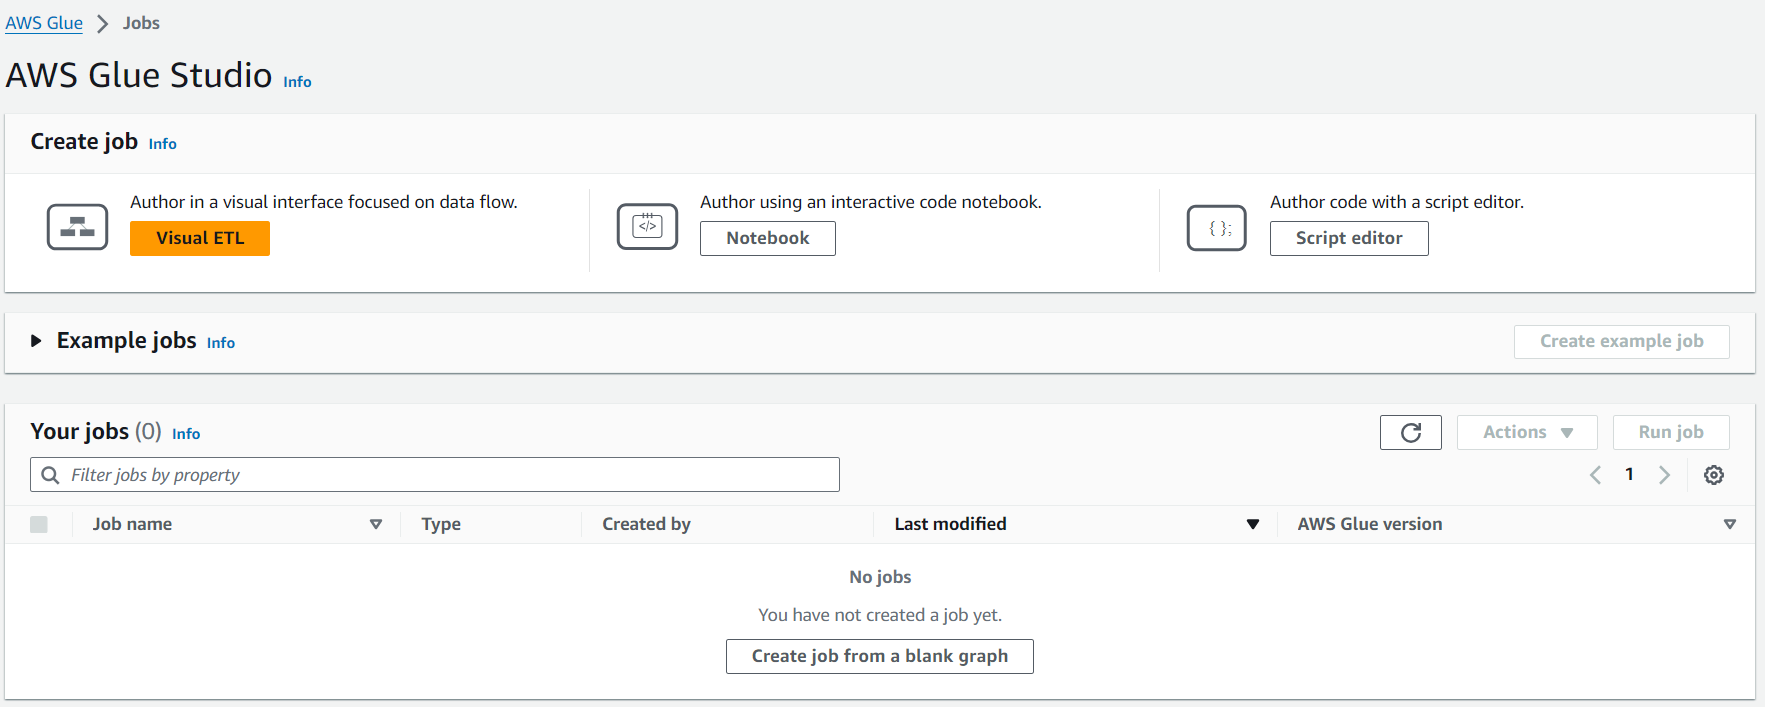 AWS Glue > Jobs
AWS Glue Studio Info
Create job Info
Author in a visual interface focused on data flow.
Visual ETL
Author using an interactive code notebook.
Notebook
Author code with a script editor.
Script editor
Example jobs Info
Create example job
Your jobs (0) Info
Actions
Run job
Filter jobs by property
1
Job name Type Created by Last modified AWS Glue version
No jobs
You have not created a job yet.
Create job from a blank graph